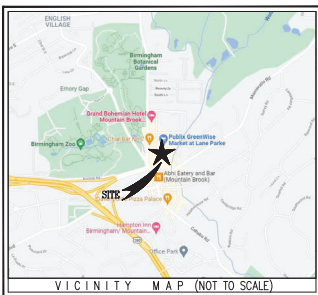 ENGLISH
VILLAGE
Birmingham
Botanical
Gardens
Emory Gap
Grand Bohemian Hotel
Mountain Brook...
Publix GreenWise
Market at Lane Parke
Birmingham Zoo
Abhi Eatery and Bar
(Mountain Brook)
SITE
Pizza Palace
Hampton Inn
Birmingham/ Mountain...
Office Park
VICINITY MAP (NOT TO SCALE)